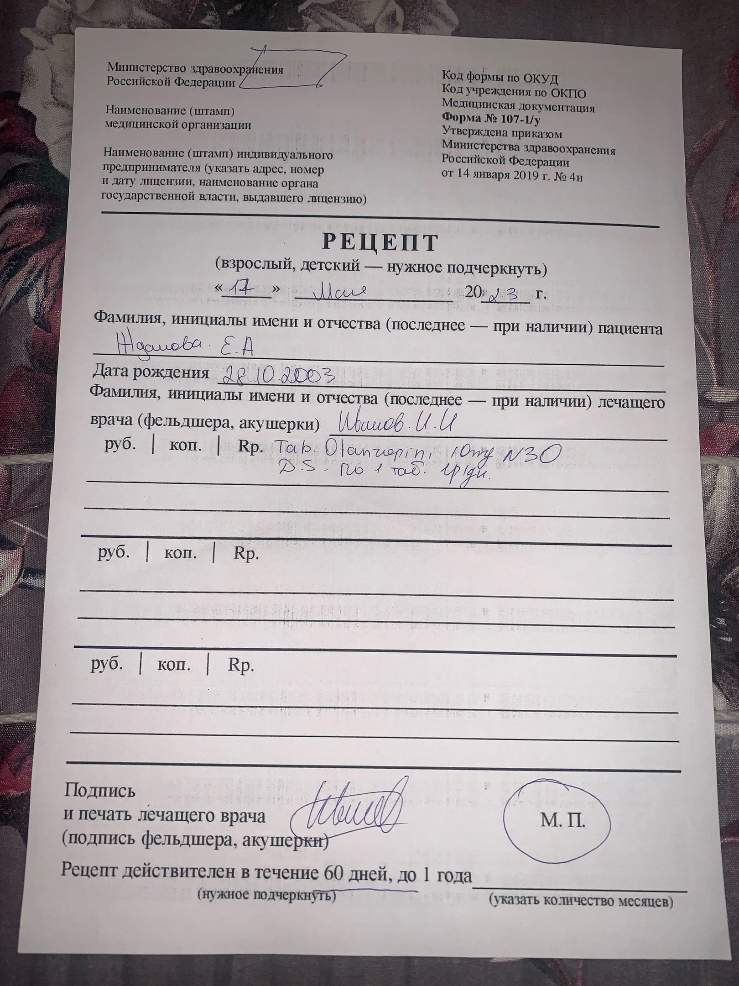 Министерство здравоохранения
Российской Федерации
Наименование (штамп)
медицинской организации
Наименование (штамп) индивидуального
предпринимателя (указать адрес, номер
и дату лицензии, наименование органа
государственной власти, выдавшего лицензию)
Код формы по ОКУД
Код учреждения по ОКПО
Медицинская документация
Форма № 107-1/у
Утверждена приказом
Министерства здравоохранения
Российской Федерации
от 14 января 2019 г. № 4н
РЕЦЕПТ
(взрослый, детский — нужное подчеркнуть)
« 17 » Мая 20 23 г.
Фамилия, инициалы имени и отчества (последнее — при наличии) пациента
Жданова. Е.А
Дата рождения 28.10.2003
Фамилия, инициалы имени и отчества (последнее — при наличии) лечащего
врача (фельдшера, акушерки) Иванов. И.И
руб. | коп. | Rp. Tab. Olanzapini 10mg N30
D.S. По 1 таб. 1р/дн.
руб. | коп. | Rp.
руб. | коп. | Rp.
Подпись
и печать лечащего врача
(подпись фельдшера, акушерки)
М. П.
Рецепт действителен в течение 60 дней, до 1 года
(нужное подчеркнуть) (указать количество месяцев)